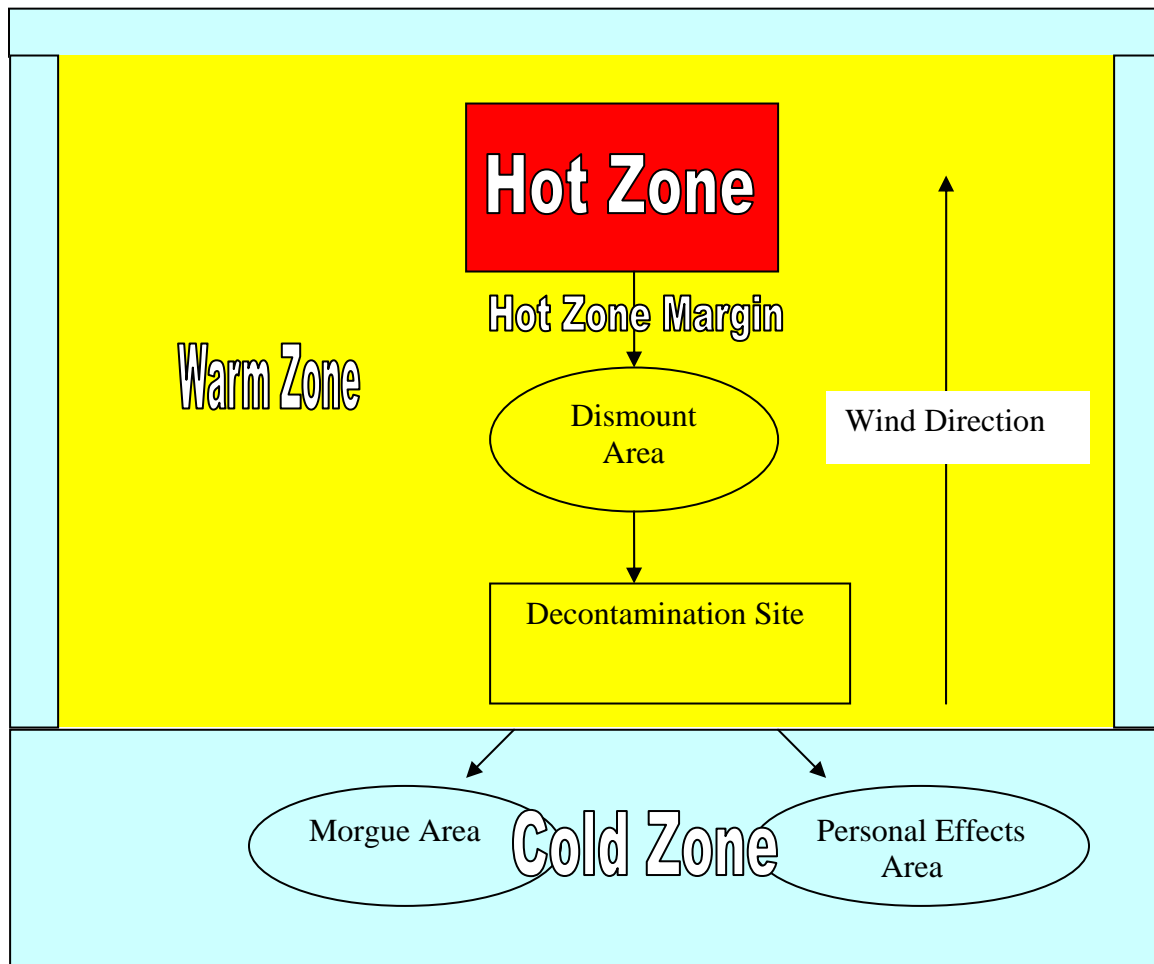 Hot Zone
Hot Zone Margin
Warm Zone
Dismount
Area
Wind Direction
Decontamination Site
Morgue Area
Cold Zone
Personal Effects
Area